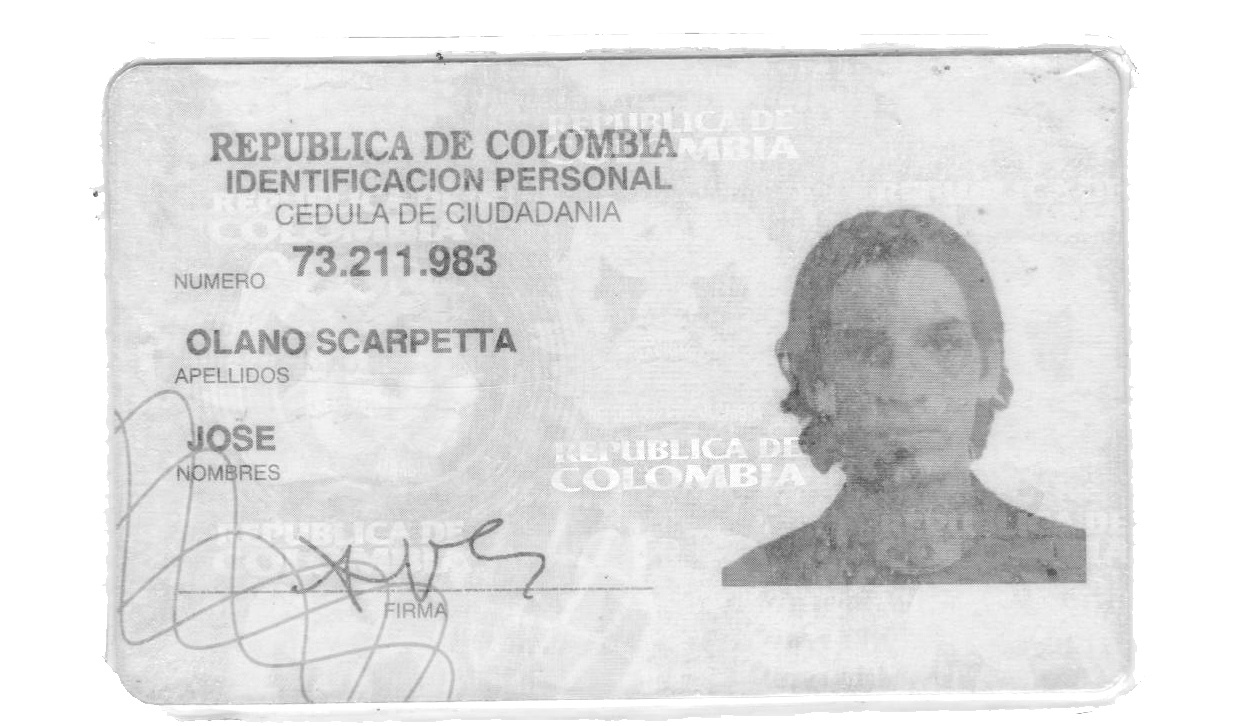 REPUBLICA DE COLOMBIA
IDENTIFICACION PERSONAL
CEDULA DE CIUDADANIA
NUMERO 73.211.983
OLANO SCARPETTA
APELLIDOS
JOSE
NOMBRES
FIRMA
REPUBLICA DE
COLOMBIA
REPUBLICA DE
COLOMBIA
REPUBLICA DE
COLOMBIA